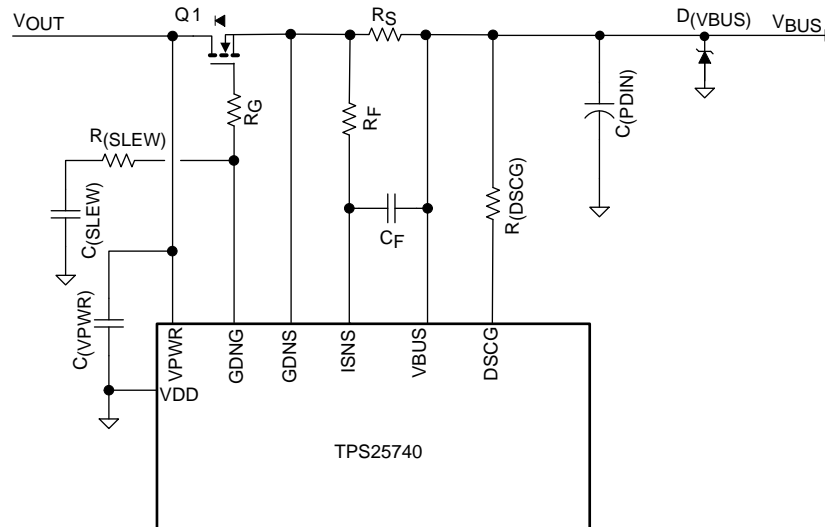 VOUT
Q1
RS
D(VBUS)
VBUS
RG
RF
C(PDIN)
R(SLEW)
C(SLEW)
CF
R(DSCG)
C(VPWR)
VPWR
GDNG
GDNS
ISNS
VBUS
DSCG
VDD
TPS25740